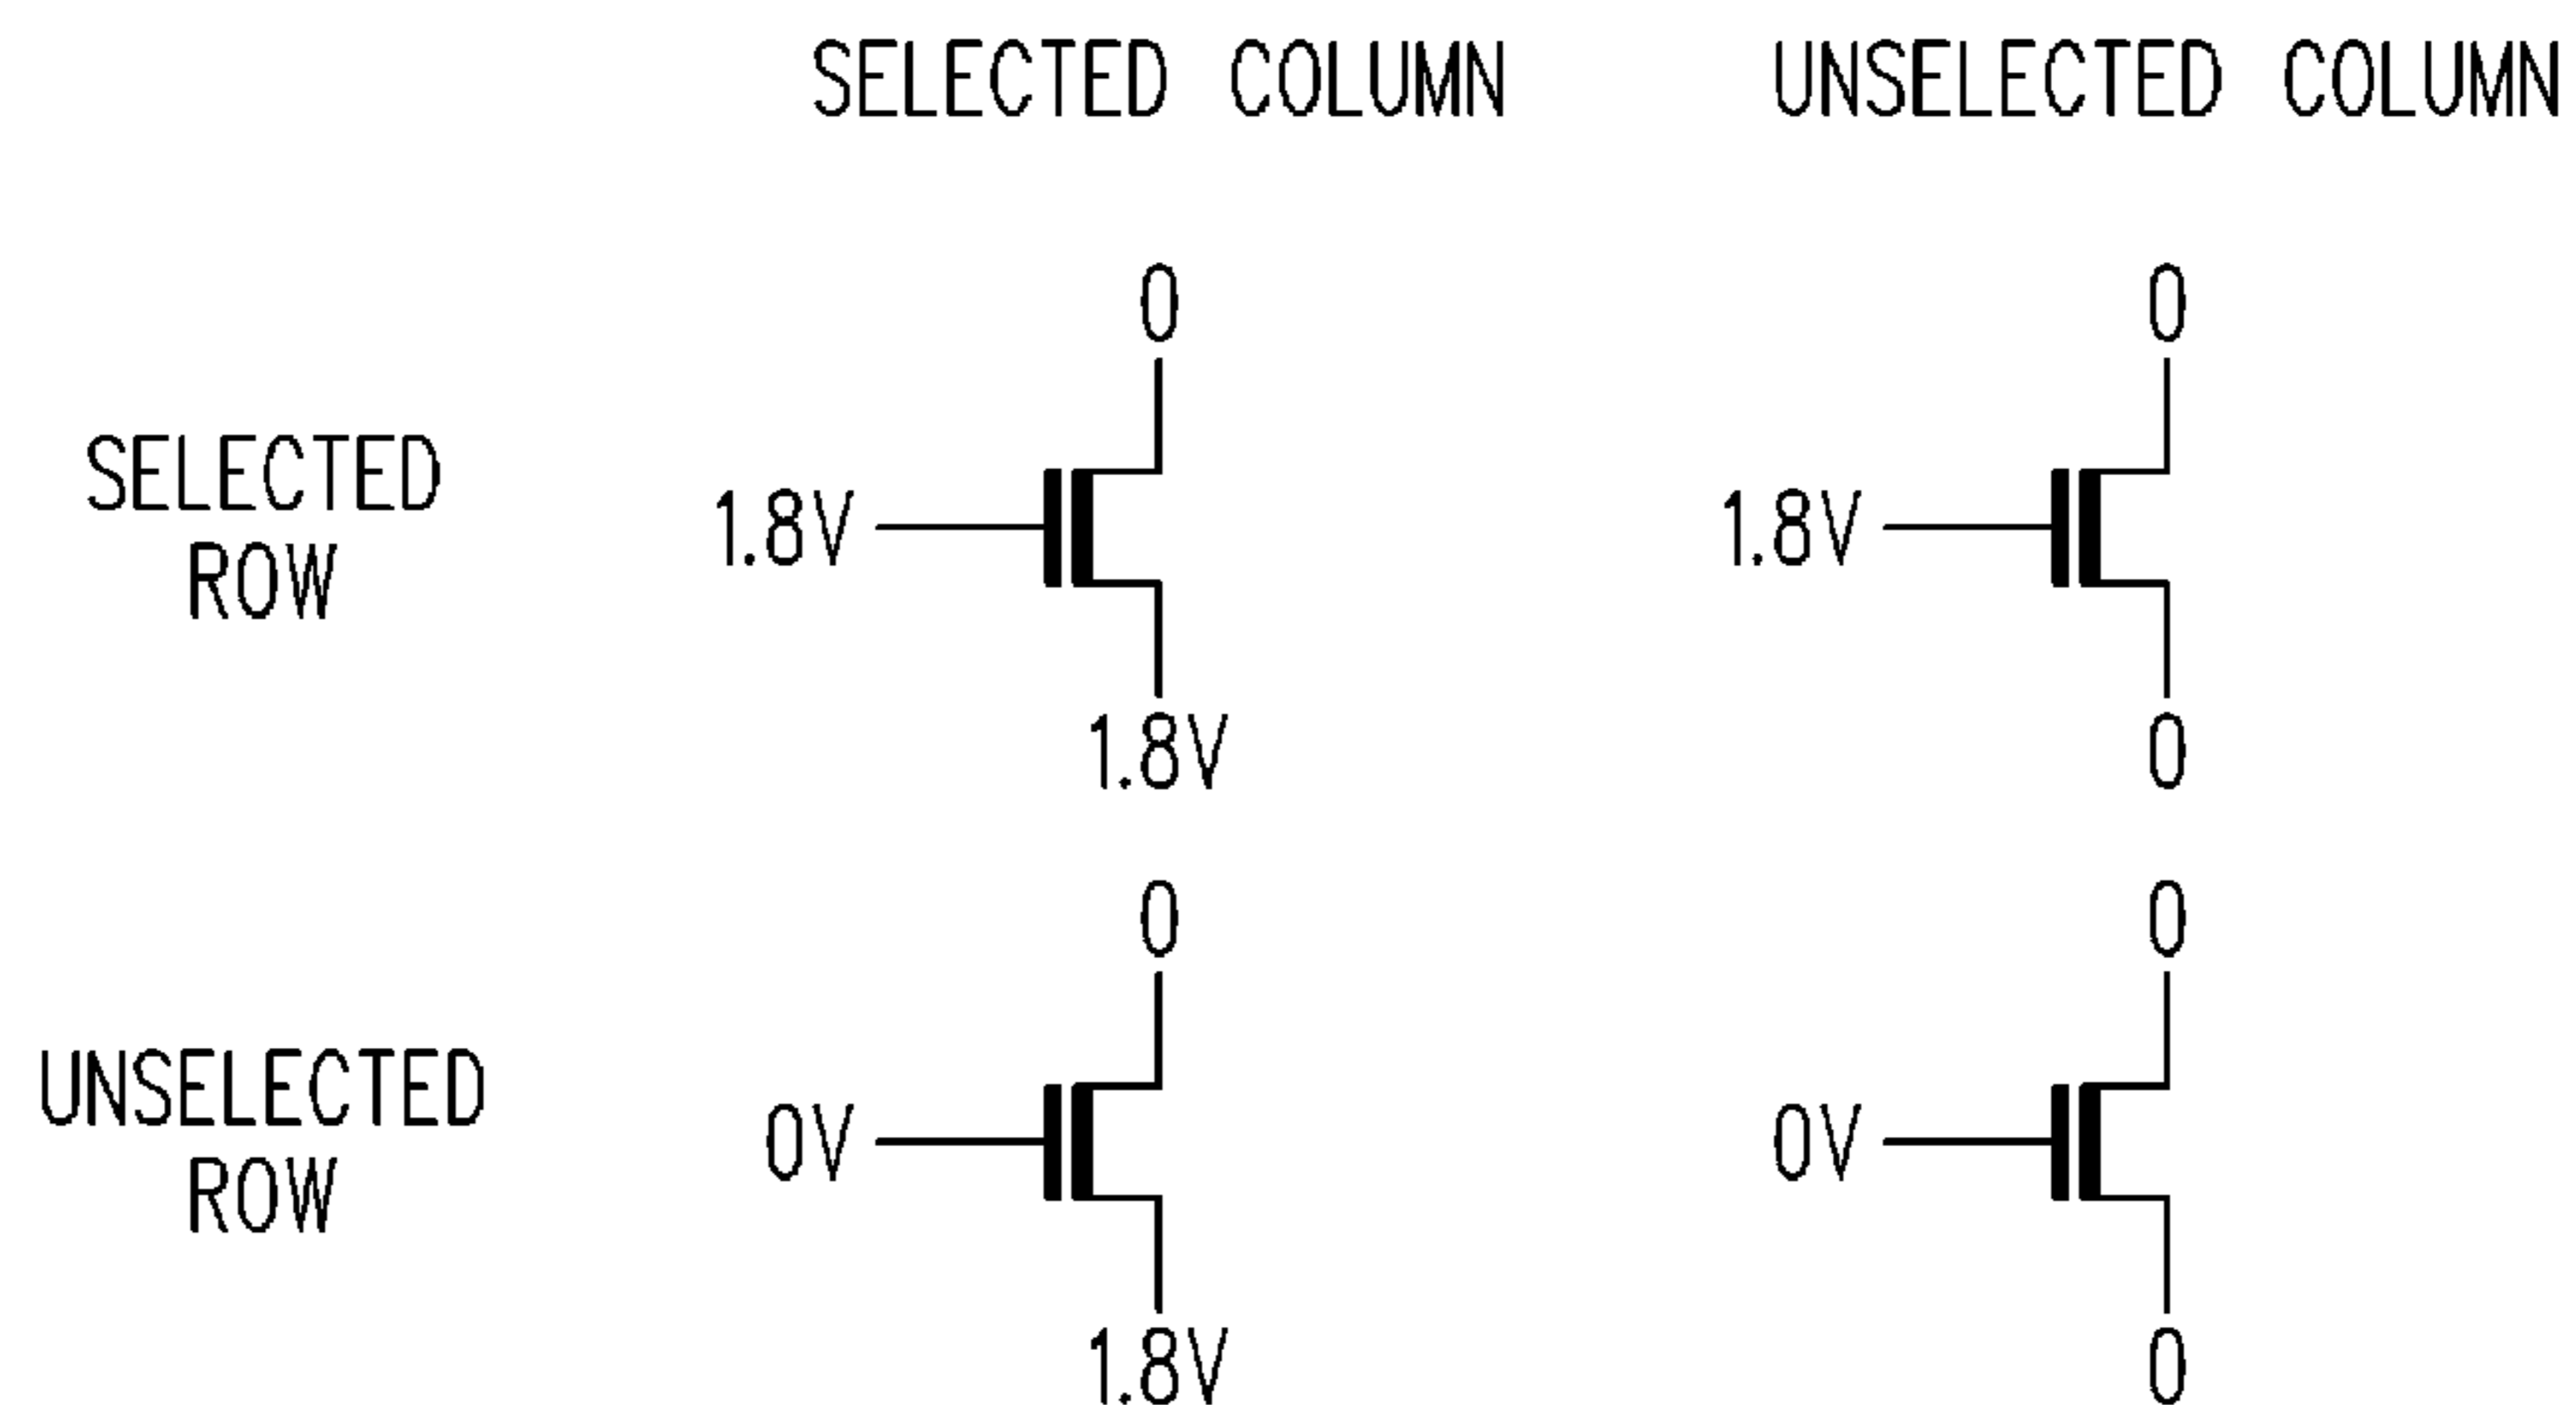 SELECTED COLUMN
UNSELECTED COLUMN
SELECTED
ROW
0
1.8V
1.8V
0
1.8V
0
UNSELECTED
ROW
0
0V
1.8V
0
0V
0